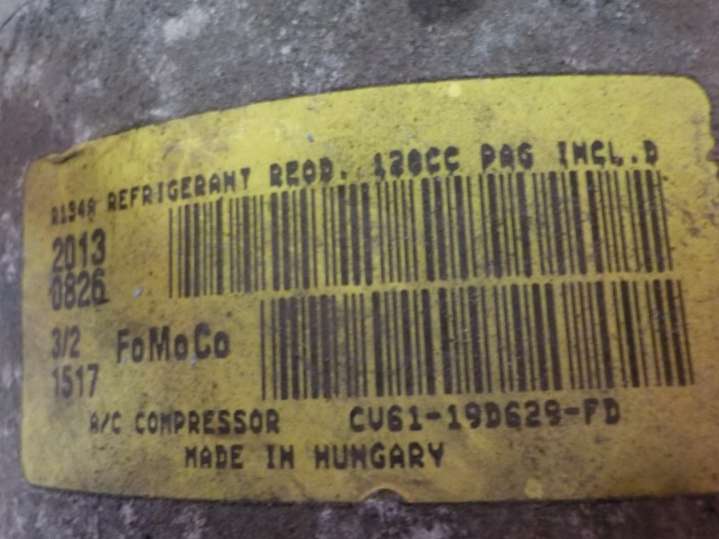 R134A REFRIGERANT REQD. 120CC PAG INCL.D
2013
0826
3/2 FoMoCo
1517
A/C COMPRESSOR CV61-19D629-FD
MADE IN HUNGARY